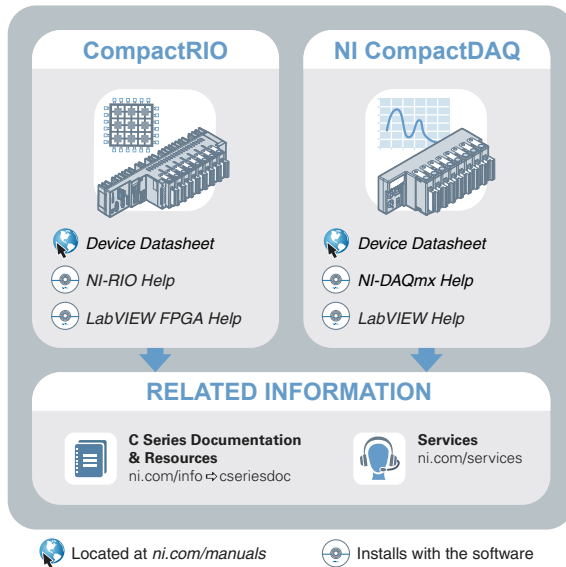 CompactRIO
Device Datasheet
NI-RIO Help
LabVIEW FPGA Help
NI CompactDAQ
Device Datasheet
NI-DAQmx Help
LabVIEW Help
RELATED INFORMATION
C Series Documentation
& Resources
ni.com/info ⇨ cseriesdoc
Services
ni.com/services
Located at ni.com/manuals
Installs with the software